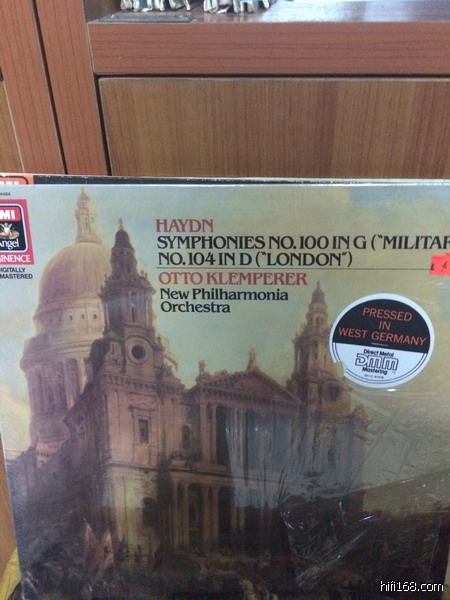 EMI
Angel
EMINENCE
DIGITALLY
REMASTERED
HAYDN
SYMPHONIES NO.100 IN G ("MILITAR
NO.104 IN D ("LONDON")
OTTO KLEMPERER
New Philharmonia
Orchestra
PRESSED
IN
WEST GERMANY
Direct Metal
DMM
Mastering
hifi168.com